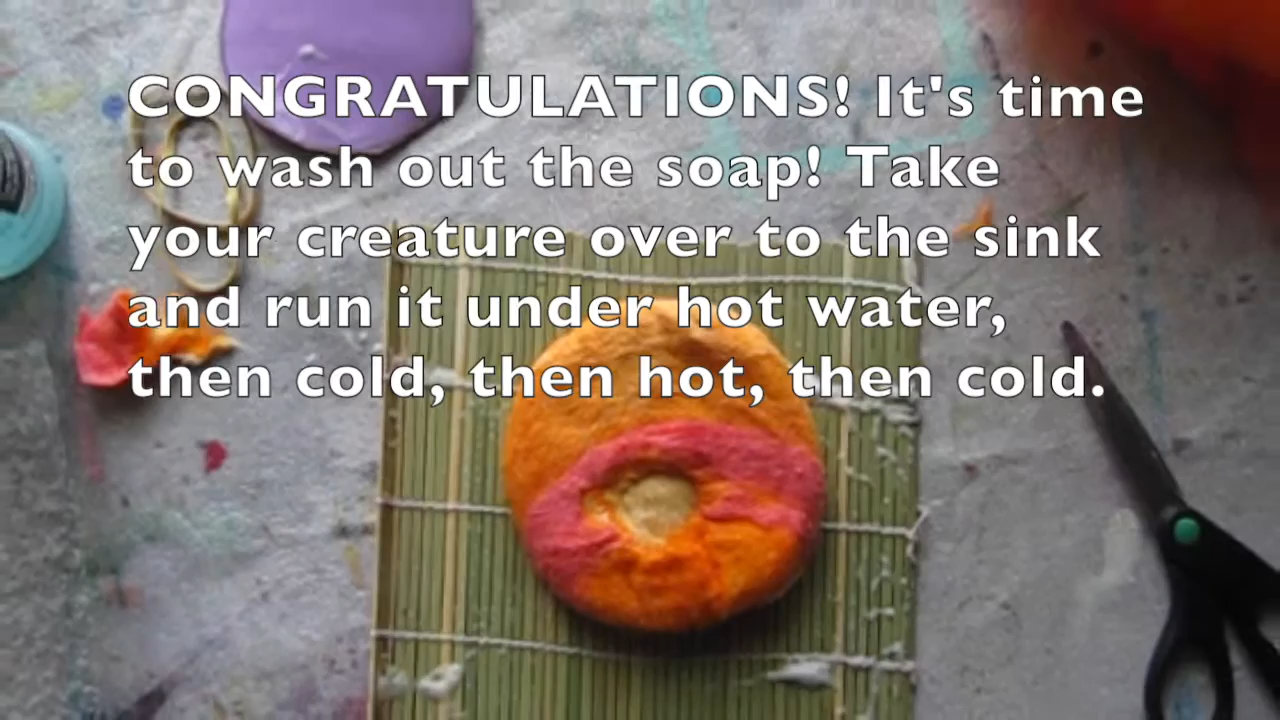 CONGRATULATIONS! It's time
to wash out the soap! Take
your creature over to the sink
and run it under hot water,
then cold, then hot, then cold.